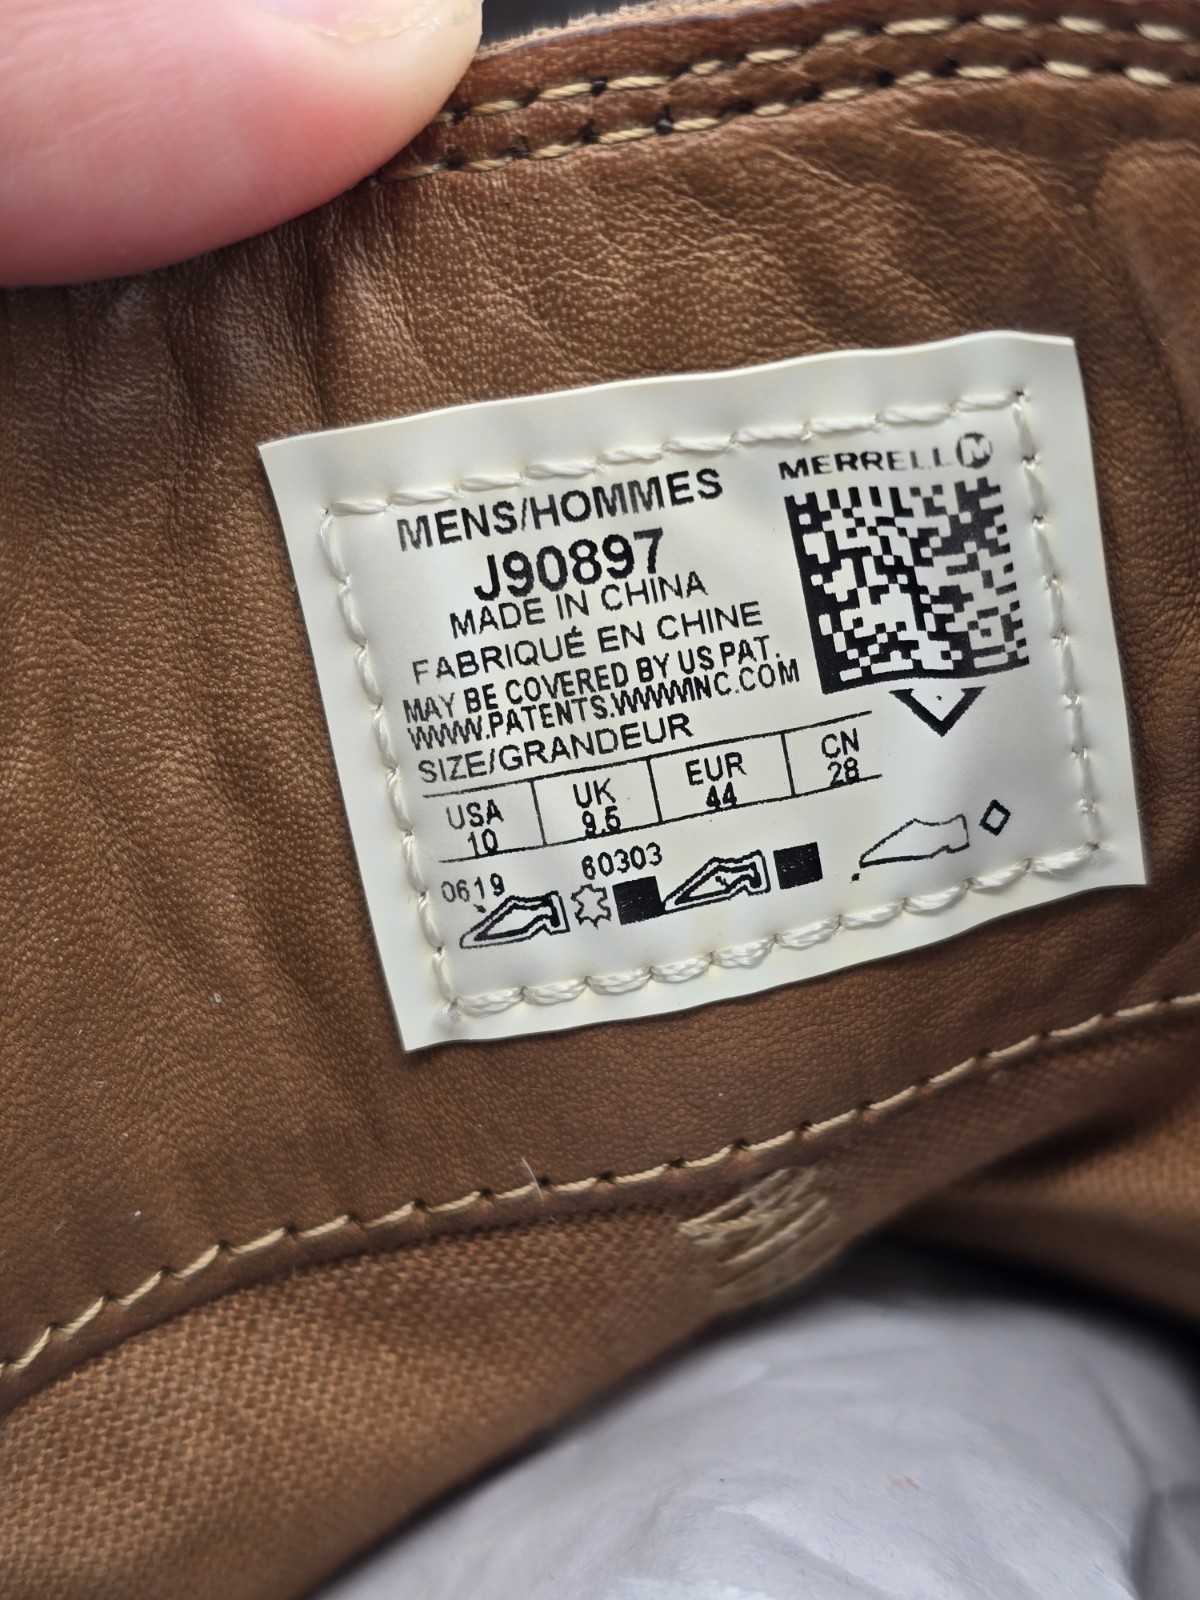 MENS/HOMMES
J90897
MADE IN CHINA
FABRIQUÉ EN CHINE
MAY BE COVERED BY US PAT.
WWW.PATENTS.WWWINC.COM
SIZE/GRANDEUR
USA UK EUR CN
10 9.5 44 28
0619 60303
MERRELL M